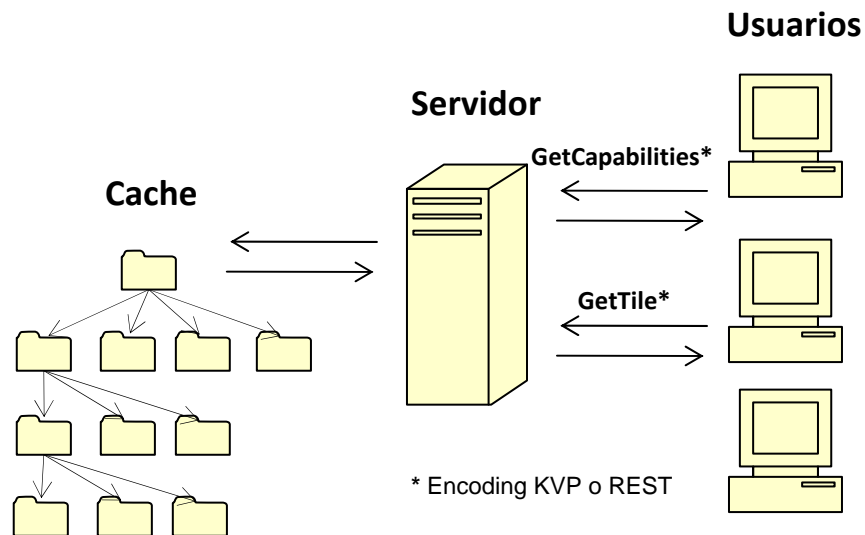 Usuarios
Servidor
GetCapabilities*
Cache
GetTile*
* Encoding KVP o REST